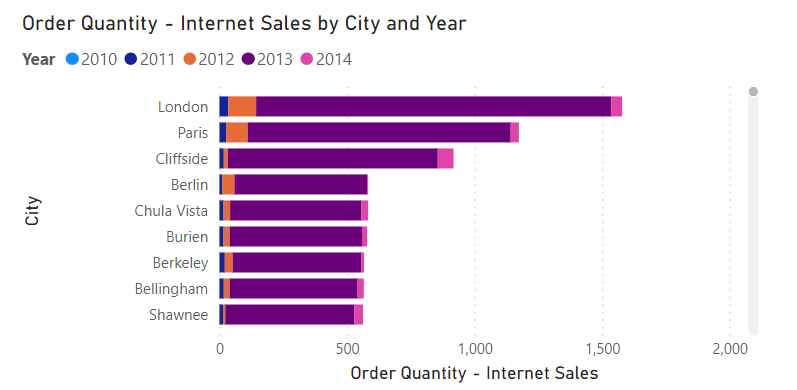 Order Quantity - Internet Sales by City and Year
Year 2010 2011 2012 2013 2014
London
Paris
Cliffside
Berlin
Chula Vista
Burien
Berkeley
Bellingham
Shawnee
City
0 500 1,000 1,500 2,000
Order Quantity - Internet Sales